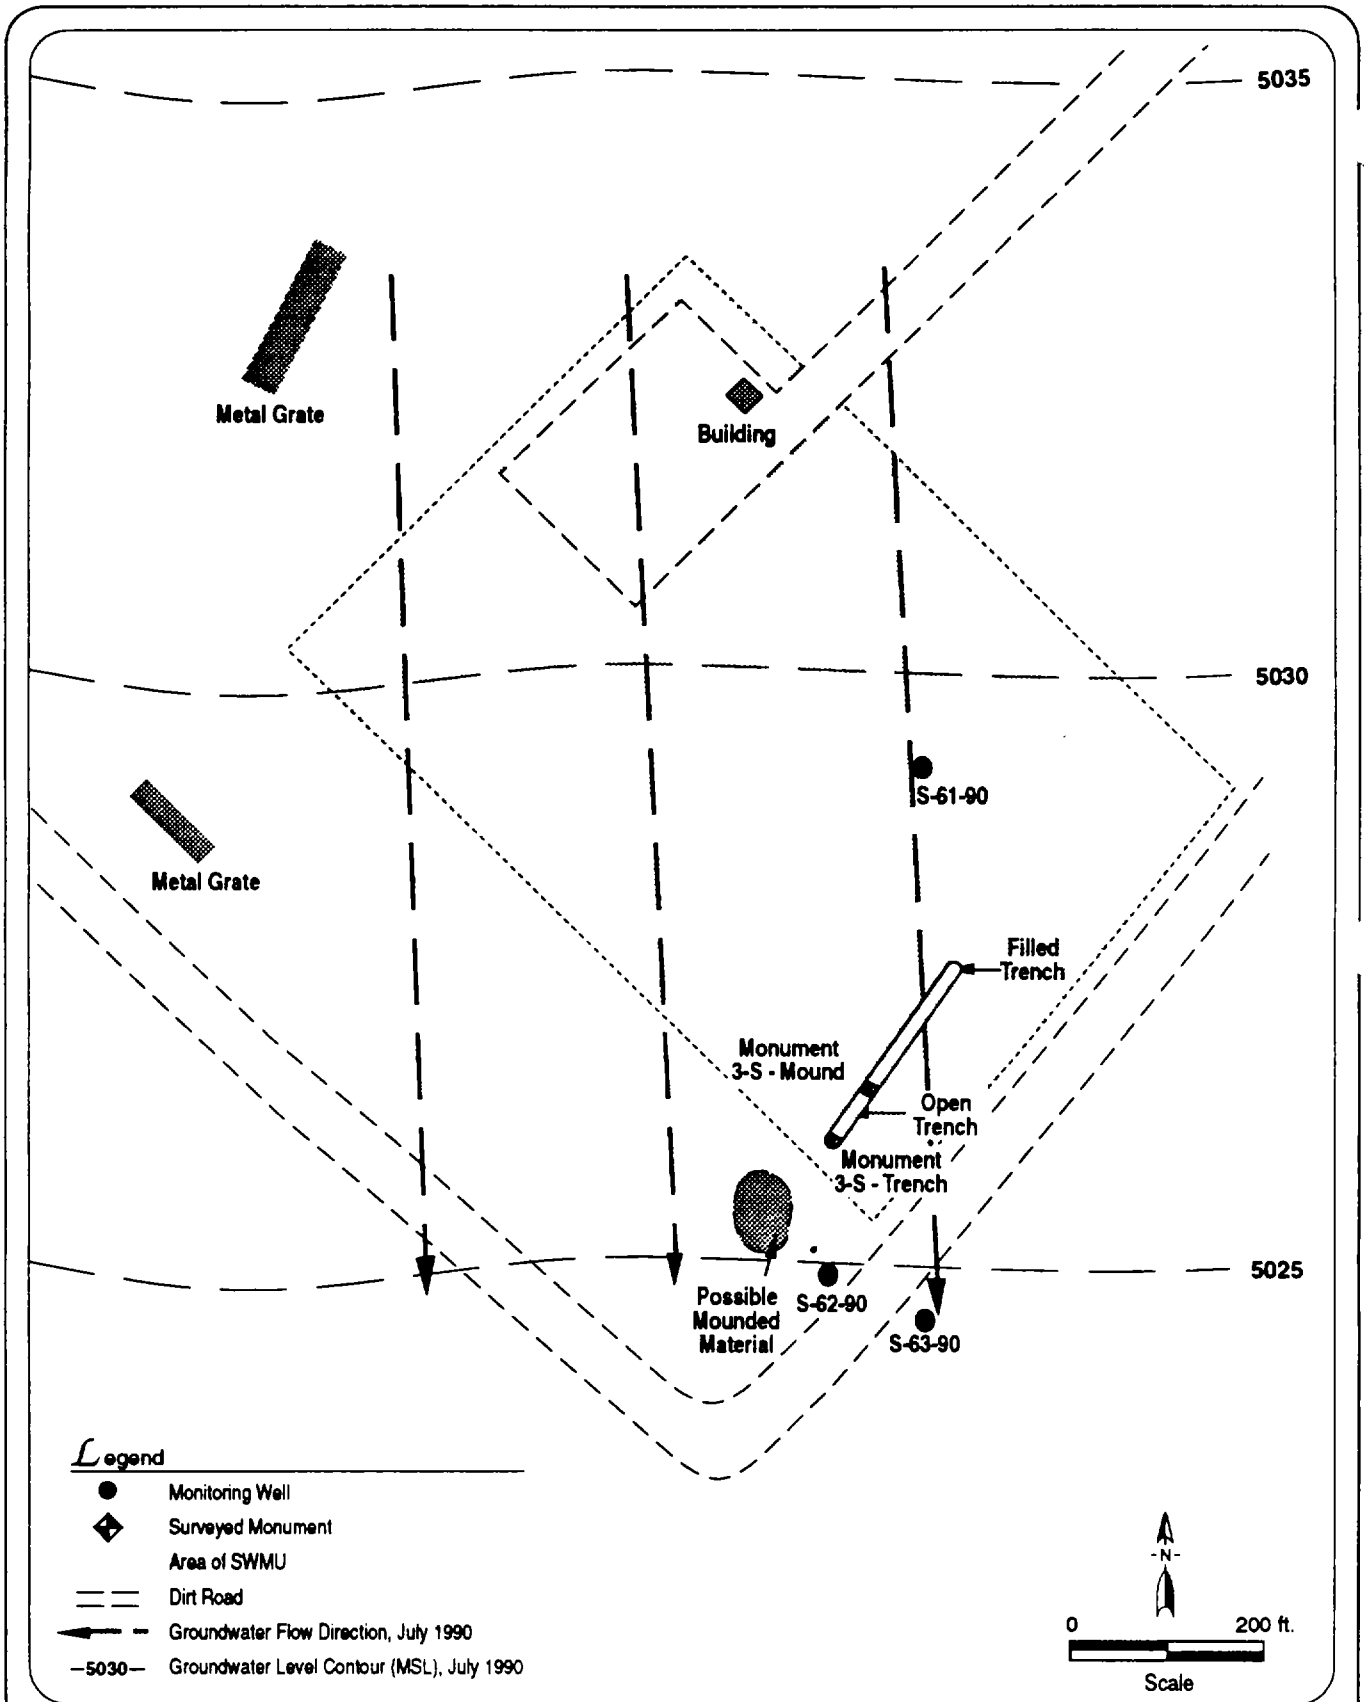 5035
Metal Grate
Building
5030
S-61-90
Metal Grate
Filled
Trench
Monument
3-S - Mound
Open
Trench
Monument
3-S - Trench
5025
Possible
Mounded
Material
S-62-90
S-63-90
Legend
Monitoring Well
Surveyed Monument
Area of SWMU
Dirt Road
Groundwater Flow Direction, July 1990
-5030- Groundwater Level Contour (MSL), July 1990
-N-
0 200 ft.
Scale